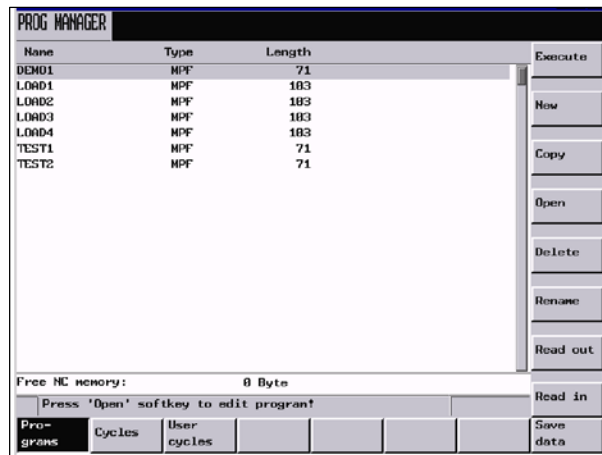 PROG MANAGER
Name Type Length
DEMO1 MPF 71
LOAD1 MPF 183
LOAD2 MPF 183
LOAD3 MPF 183
LOAD4 MPF 183
TEST1 MPF 71
TEST2 MPF 71
Execute
New
Copy
Open
Delete
Rename
Read out
Read in
Free NC memory: 0 Byte
Press 'Open' softkey to edit program!
Pro-
grams
Cycles
User
cycles
Save
data